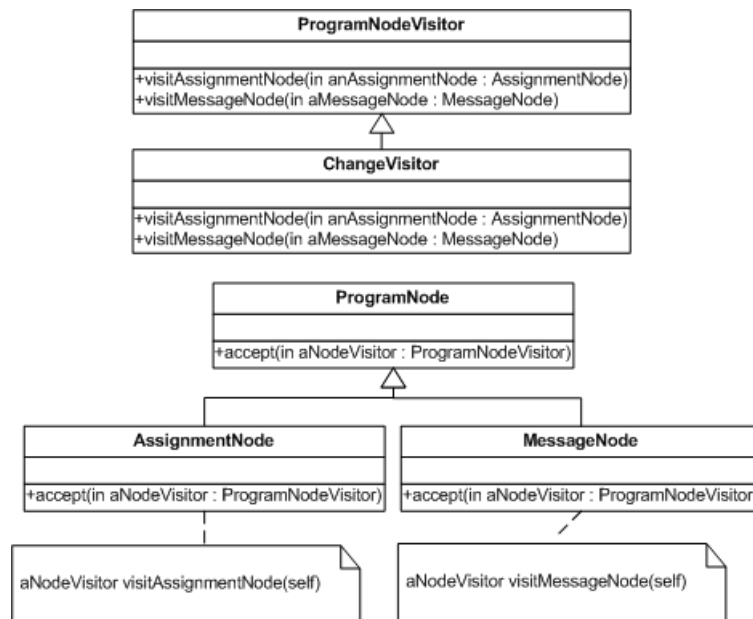 ProgramNodeVisitor
+visitAssignmentNode(in anAssignmentNode : AssignmentNode)
+visitMessageNode(in aMessageNode : MessageNode)
ChangeVisitor
+visitAssignmentNode(in anAssignmentNode : AssignmentNode)
+visitMessageNode(in aMessageNode : MessageNode)
ProgramNode
+accept(in aNodeVisitor : ProgramNodeVisitor)
AssignmentNode
+accept(in aNodeVisitor : ProgramNodeVisitor)
MessageNode
+accept(in aNodeVisitor : ProgramNodeVisitor
aNodeVisitor visitAssignmentNode(self)
aNodeVisitor visitMessageNode(self)